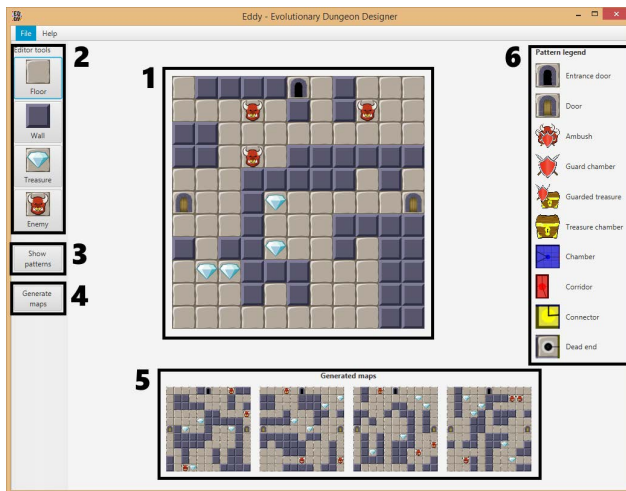 ED
DY
Eddy - Evolutionary Dungeon Designer
File Help
Editor tools
Floor
Wall
Treasure
Enemy
Show
patterns
Generate
maps
1
2
3
4
5
6
Generated maps
Pattern legend
Entrance door
Door
Ambush
Guard chamber
Guarded treasure
Treasure chamber
Chamber
Corridor
Connector
Dead end